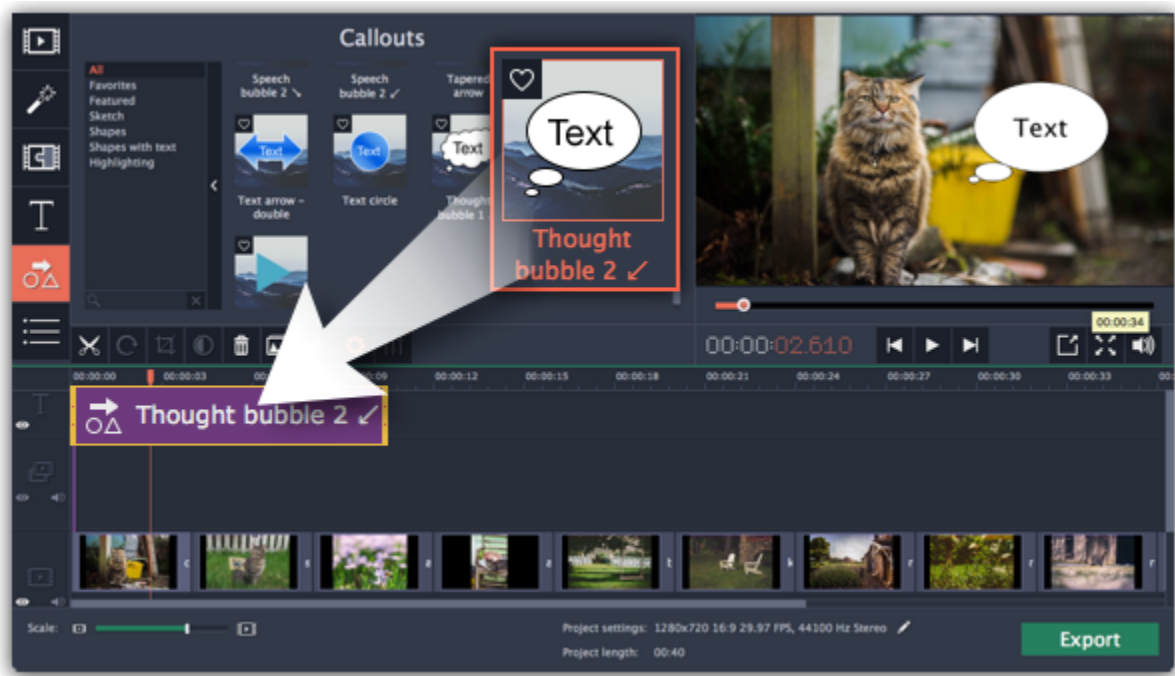 Callouts
All
Favorites
Featured
Sketch
Shapes
Shapes with text
Highlighting
Speech
bubble 2 ↘
Speech
bubble 2 ↙
Tapered
arrow
Text
Text
Text
Text arrow –
double
Text circle
Thought
bubble 1
Text
Thought
bubble 2 ↙
Text
00:00:34
00:00:02.610
00:00:00
00:00:03
00:00:12
00:00:15
00:00:18
00:00:21
00:00:24
00:00:27
00:00:30
00:00:33
T
Thought bubble 2 ↙
Scale:
Project settings: 1280x720 16:9 29.97 FPS, 44100 Hz Stereo
Project length: 00:40
Export